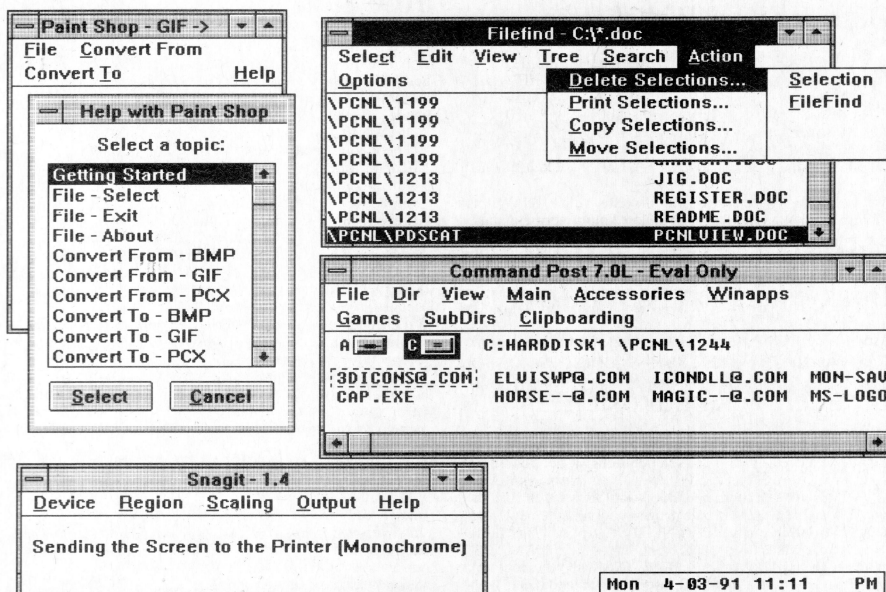 Paint Shop - GIF ->
File Convert From
Convert To Help
Help with Paint Shop
Select a topic:
Getting Started
File - Select
File - Exit
File - About
Convert From - BMP
Convert From - GIF
Convert From - PCX
Convert To - BMP
Convert To - GIF
Convert To - PCX
Select Cancel
Filefind - C:\*.doc
Select Edit View Tree Search Action
Options
Delete Selections...
Print Selections...
Copy Selections...
Move Selections...
Selection
FileFind
\PCNL\1199
\PCNL\1199
\PCNL\1199
\PCNL\1199
\PCNL\1213 JIG.DOC
\PCNL\1213 REGISTER.DOC
\PCNL\1213 README.DOC
\PCNL\PDSCAT PCNLVIEW.DOC
Command Post 7.0L - Eval Only
File Dir View Main Accessories Winapps
Games SubDirs Clipboarding
A C C:HARDDISK1 \PCNL\1244
3DICONS@.COM ELVISWP@.COM ICONDLL@.COM MON-SAV
CAP.EXE HORSE--@.COM MAGIC--@.COM MS-LOGO
Snagit - 1.4
Device Region Scaling Output Help
Sending the Screen to the Printer (Monochrome)
Mon 4-03-91 11:11 PM